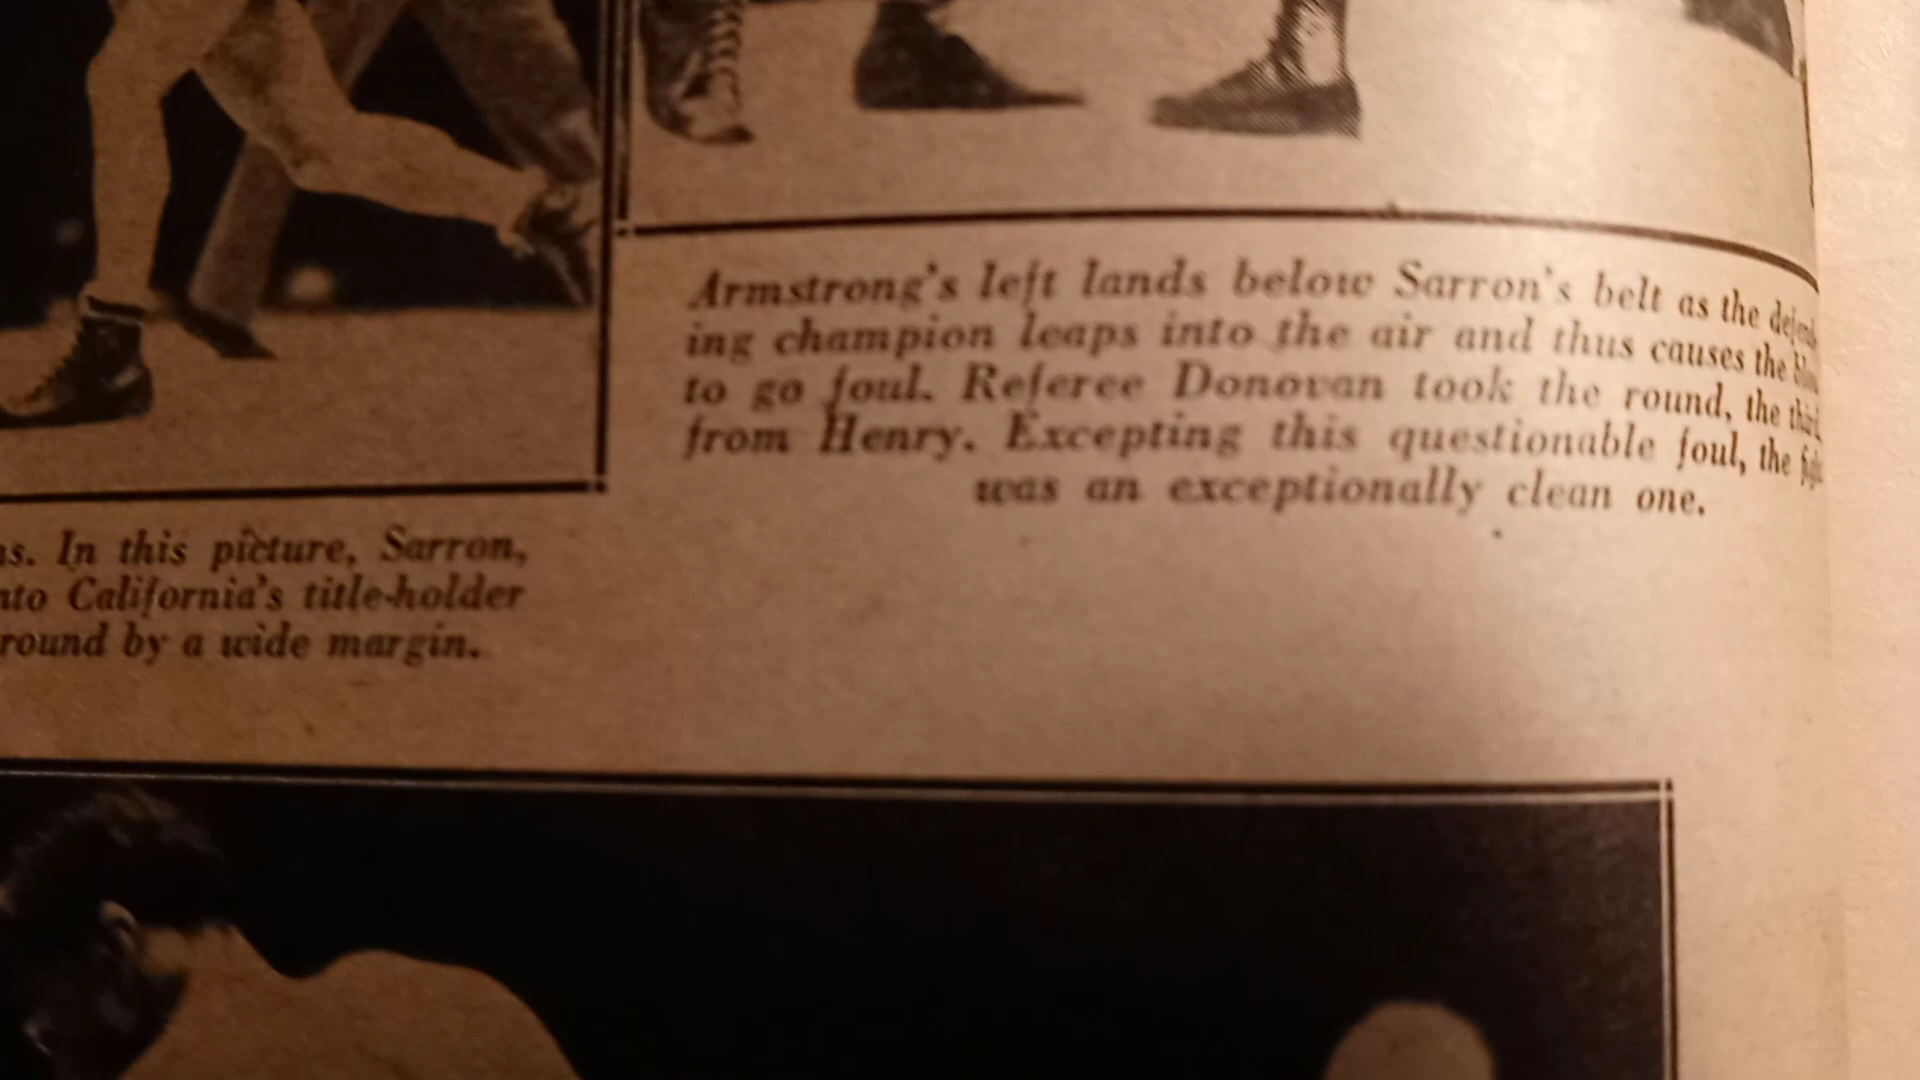 Armstrong's left lands below Sarron's belt as the defend-
ing champion leaps into the air and thus causes the blow
to go foul. Referee Donovan took the round, the third,
from Henry. Excepting this questionable foul, the fight
was an exceptionally clean one.
ns. In this picture, Sarron,
nto California's title-holder
round by a wide margin.